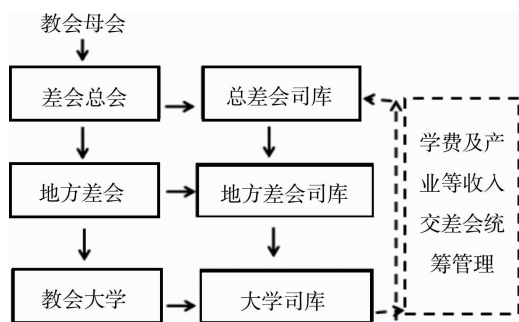 教会母会
差会总会
总差会司库
地方差会
地方差会司库
教会大学
大学司库
学费及产
业等收入
交差会统
筹管理